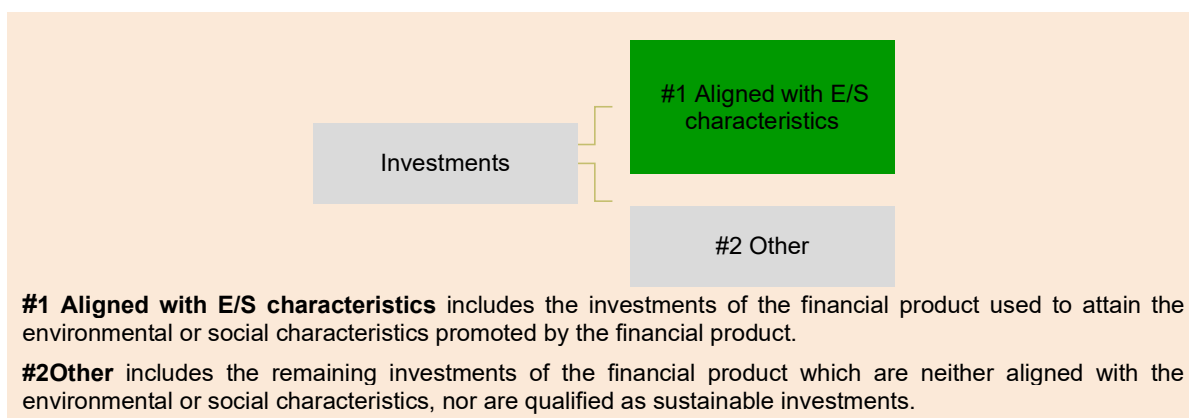 #1 Aligned with E/S
characteristics
Investments
#2 Other
#1 Aligned with E/S characteristics includes the investments of the financial product used to attain the
environmental or social characteristics promoted by the financial product.
#2Other includes the remaining investments of the financial product which are neither aligned with the
environmental or social characteristics, nor are qualified as sustainable investments.